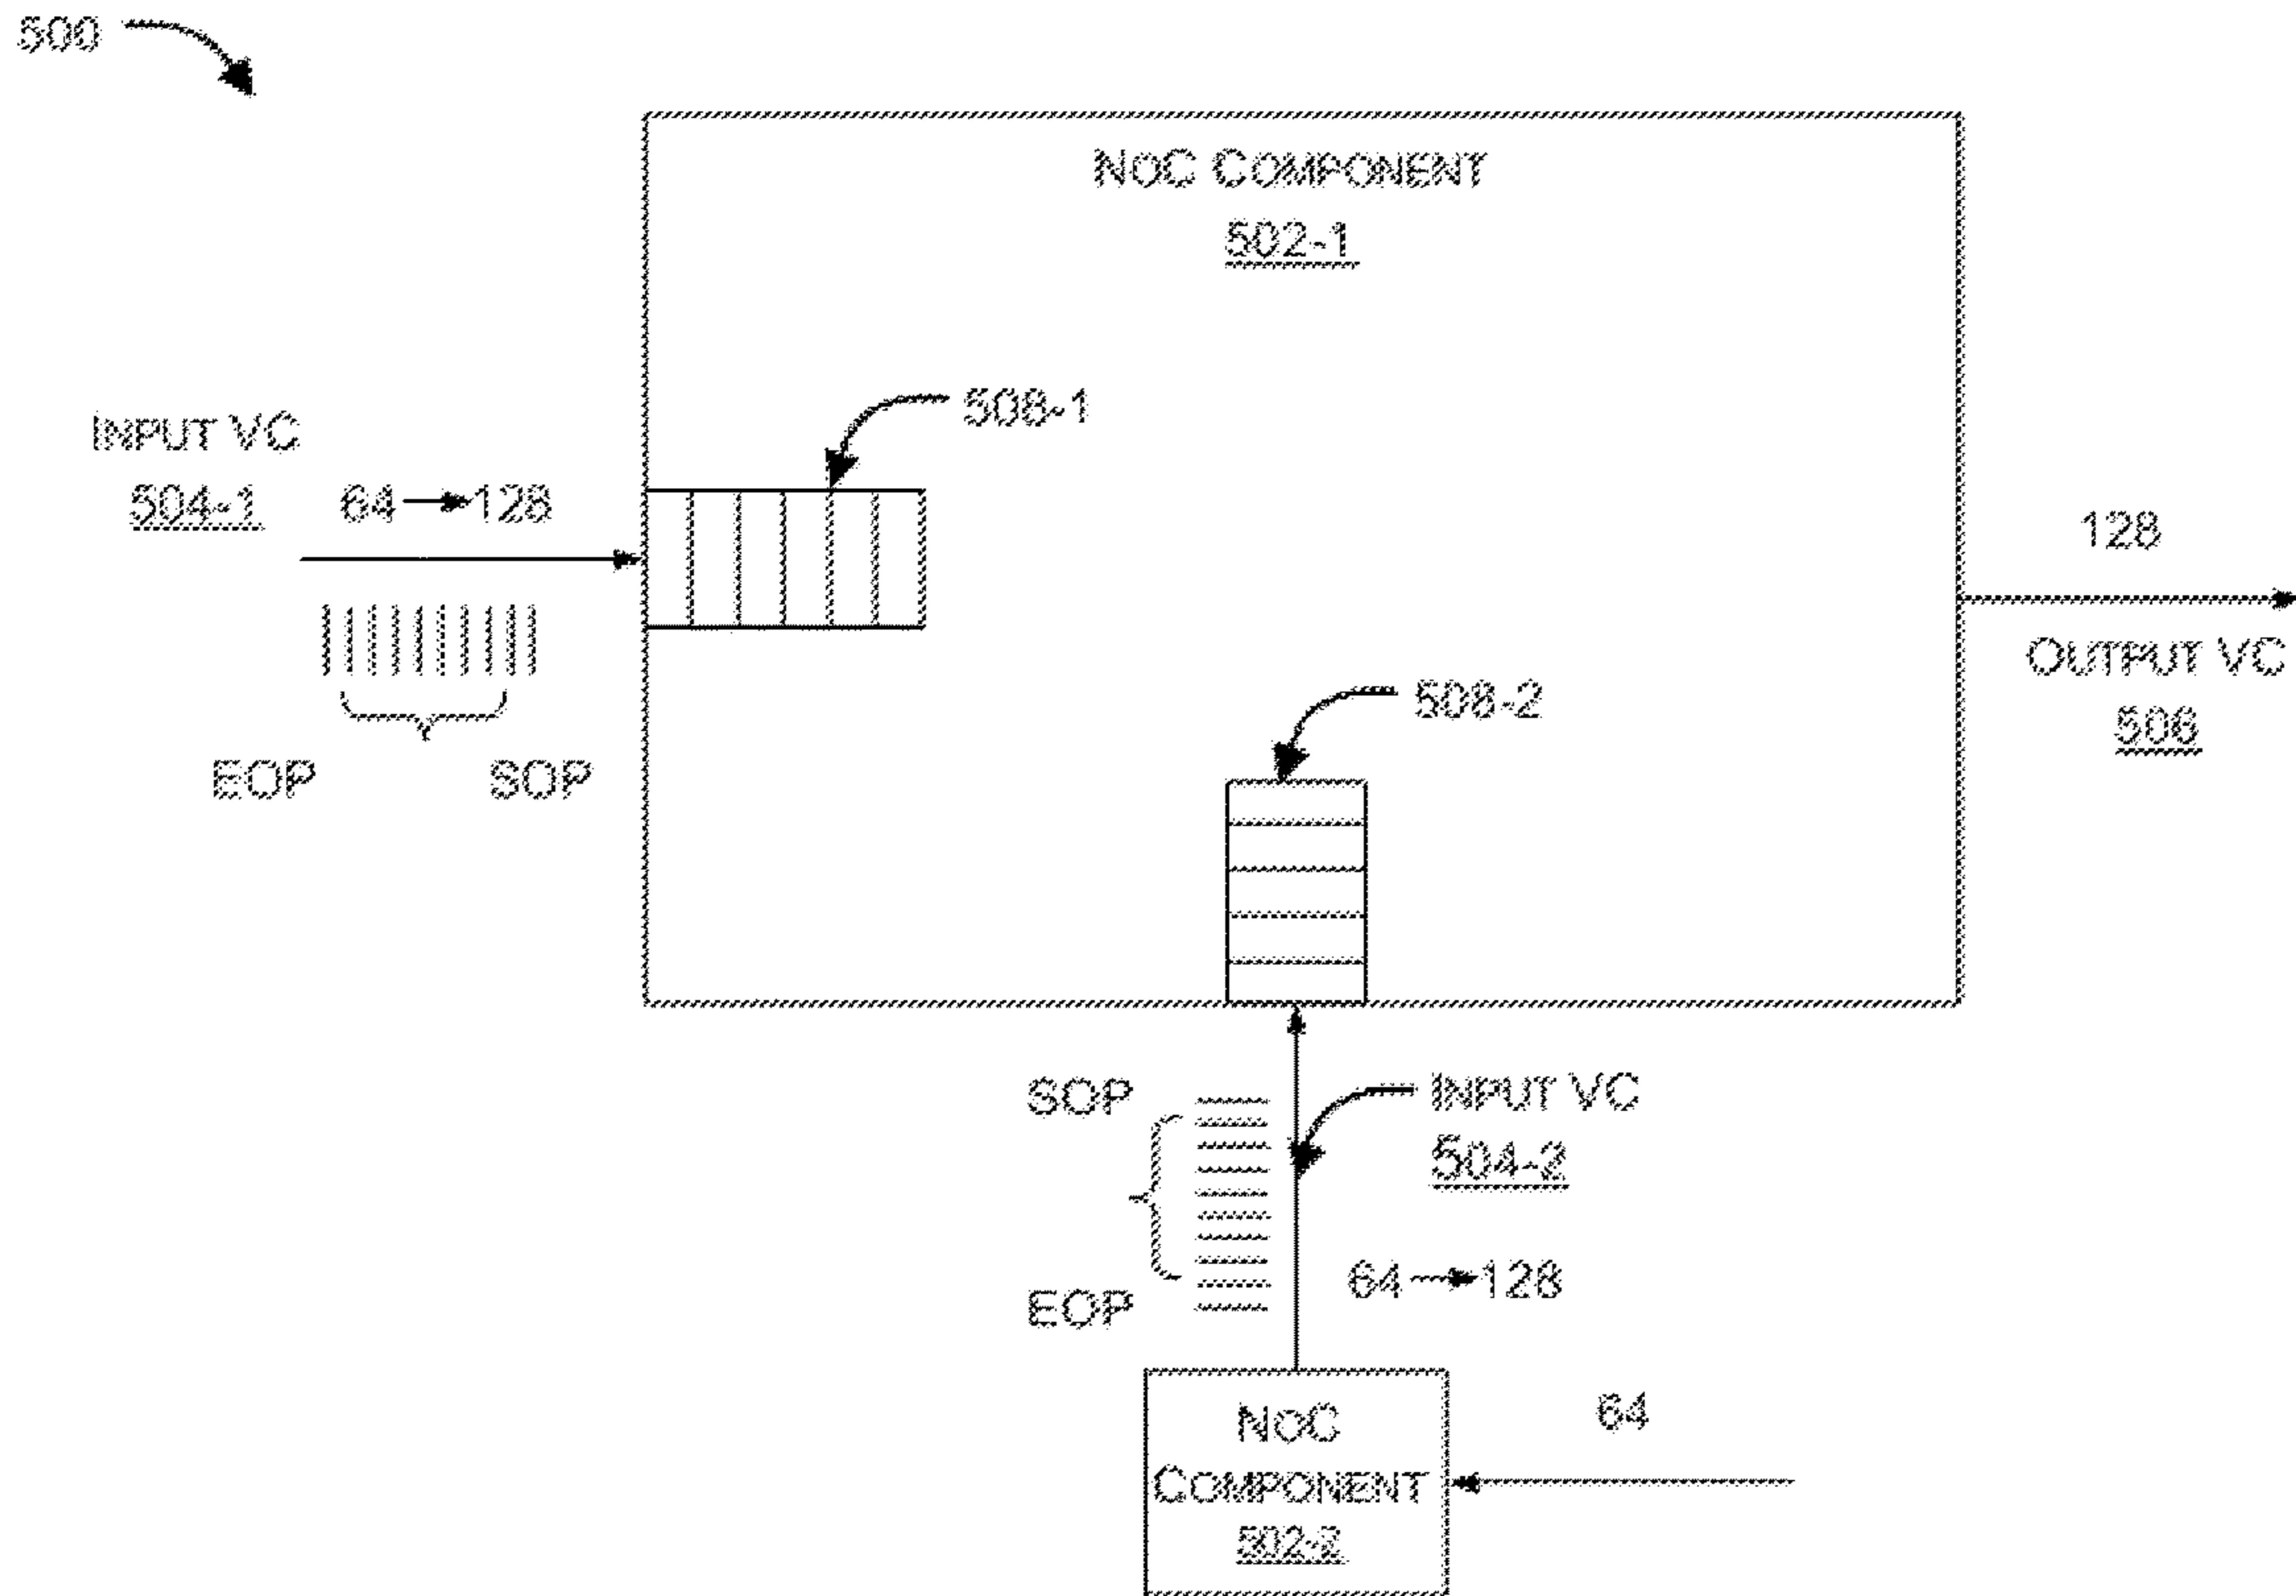 500
NOC COMPONENT
502-1
508-1
INPUT VC
504-1
64 → 128
128
OUTPUT VC
506
508-2
EOP
SOP
SOP
INPUT VC
504-2
64 → 128
EOP
NOC
COMPONENT
502-2
64